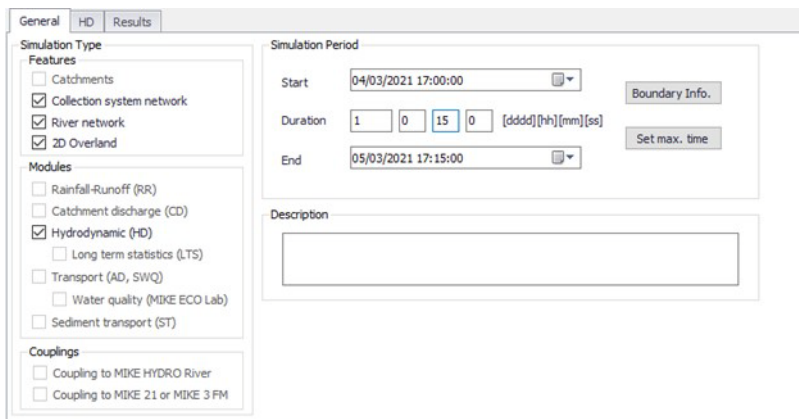 General HD Results
Simulation Type
Features
Catchments
Collection system network
River network
2D Overland
Modules
Rainfall-Runoff (RR)
Catchment discharge (CD)
Hydrodynamic (HD)
Long term statistics (LTS)
Transport (AD, SWQ)
Water quality (MIKE ECO Lab)
Sediment transport (ST)
Couplings
Coupling to MIKE HYDRO River
Coupling to MIKE 21 or MIKE 3 FM
Simulation Period
Start 04/03/2021 17:00:00
Duration 1 0 15 0 [dddd][hh][mm][ss]
End 05/03/2021 17:15:00
Boundary Info.
Set max. time
Description